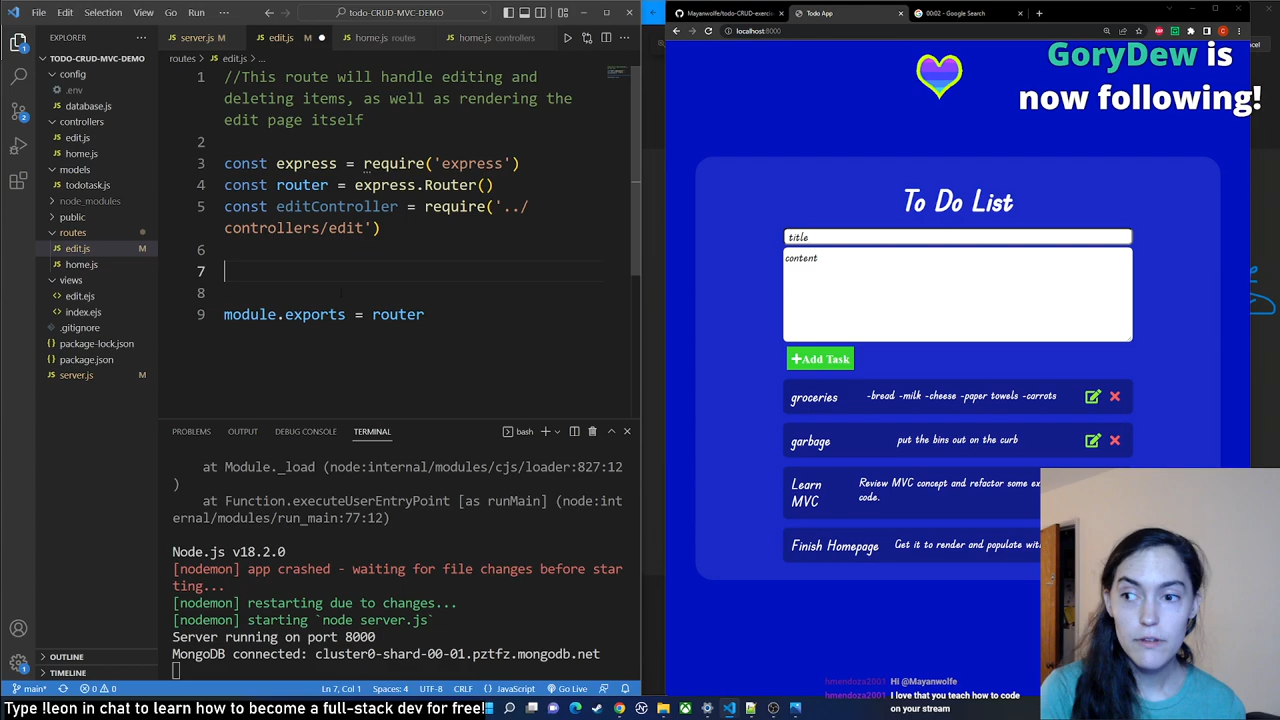 File Edit Selection View Go Run ···
todo-CRUD-MVC-demo
server.js M
edit.js M
home.js routes
home.js controllers
TODO-CRUD-MVC-DEMO
config
.env
database.js
controllers
edit.js
home.js
models
todotask.js
node_modules
public
routes
edit.js M
home.js
views
edit.ejs
index.ejs
.gitignore
package-lock.json
package.json
server.js M
OUTLINE
TIMELINE
routes > JS edit.js > ...
1 //This route will handle editing and
deleting items, as well as rendering the
edit page itself
2
3 const express = require('express')
4 const router = express.Router()
5 const editController = require('../
controllers/edit')
6
7
8
9 module.exports = router
PROBLEMS OUTPUT DEBUG CONSOLE TERMINAL
bash
at Module._load (node:internal/modules/cjs/loader:827:12
)
at Function.executeUserEntryPoint [as runMain] (node:int
ernal/modules/run_main:77:12)
Node.js v18.2.0
[nodemon] app crashed - waiting for file changes before star
ting...
[nodemon] restarting due to changes...
[nodemon] starting `node server.js`
Server running on port 8000
MongoDB connected: cluster0-shard-00-01.pztfz.mongodb.net
main* 0 0 Ln 7, Col 1 Spaces: 4 UTF-8 CRLF JavaScript Go Live
Type !leon in chat to learn how to become a full-stack dev for free!
Mayanwolfe/todo-CRUD-exerci
Todo App
00:02 - Google Search
localhost:8000
GoryDew is
now following!
To Do List
title
content
Add Task
groceries -bread -milk -cheese -paper towels -carrots
garbage put the bins out on the curb
Learn MVC Review MVC concept and refactor some
code.
Finish Homepage Get it to render and populate
hmendoza2001 Hi @Mayanwolfe
hmendoza2001 I love that you teach how to code
on your stream